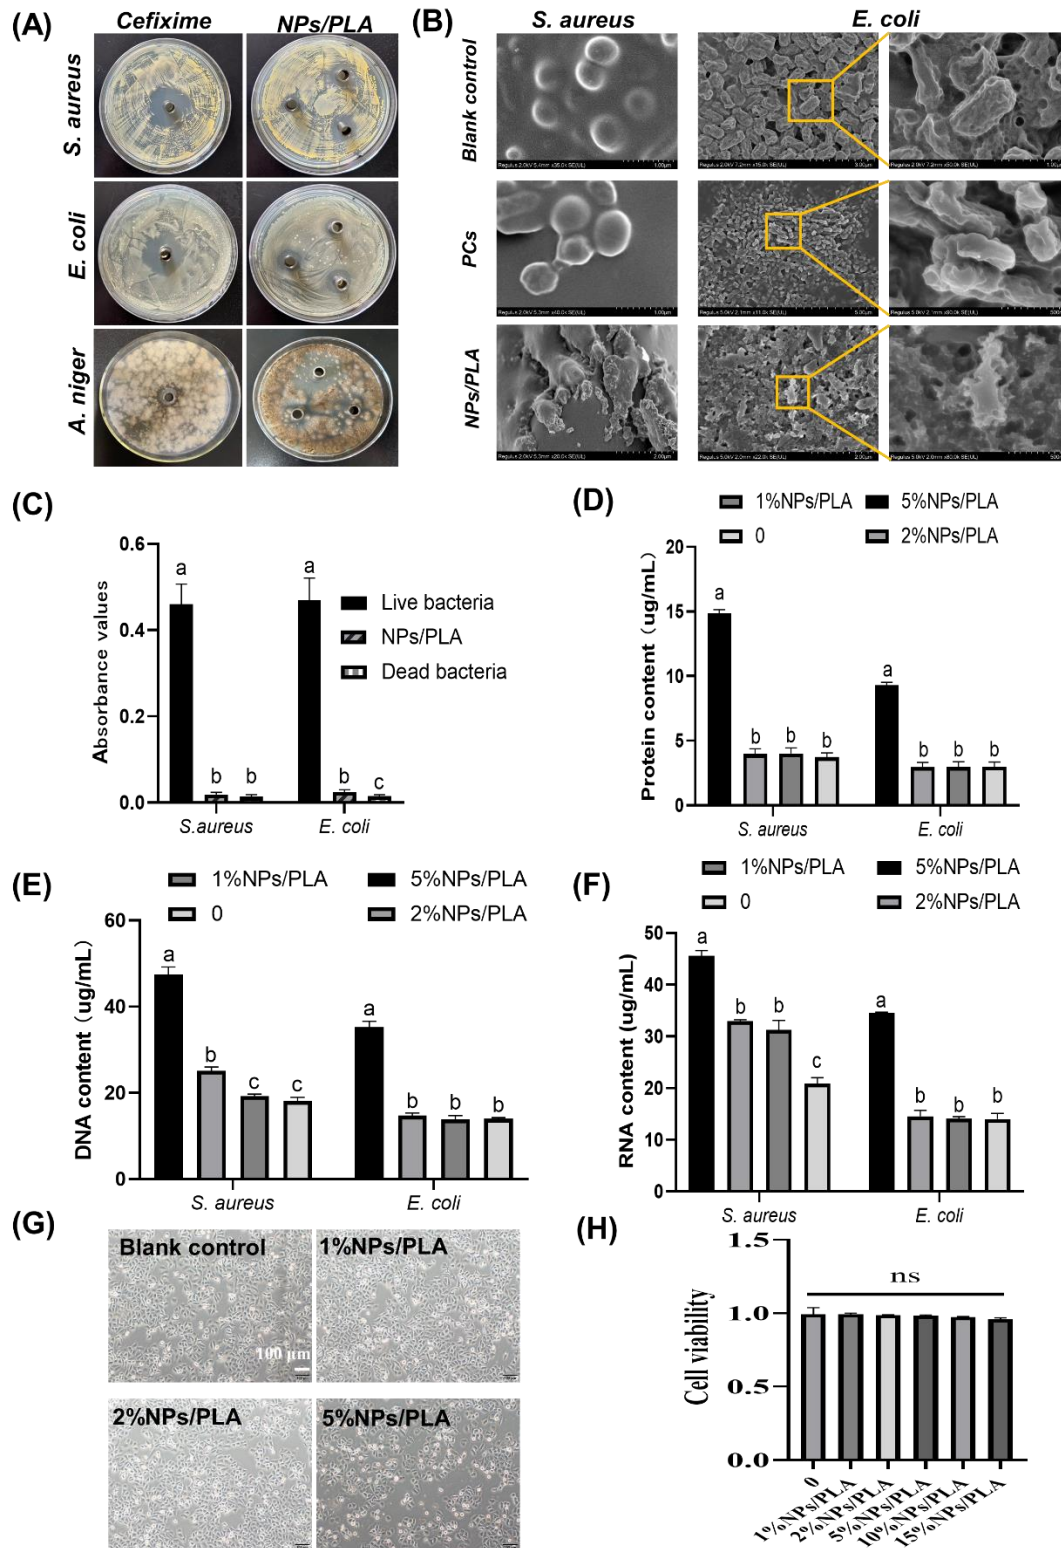 (A)
Cefixime
NPs/PLA
S. aureus
E. coli
A. niger
(B)
S. aureus
E. coli
Blank control
PCs
NPs/PLA
(C)
Absorbance values
0.6
0.4
0.2
0.0
a
b
b
a
b
c
Live bacteria
NPs/PLA
Dead bacteria
S.aureus
E. coli
(D)
1%NPs/PLA
5%NPs/PLA
0
2%NPs/PLA
Protein content (ug/mL)
20
15
10
5
0
a
b
b
b
a
b
b
b
S. aureus
E. coli
(E)
1%NPs/PLA
5%NPs/PLA
0
2%NPs/PLA
DNA content (ug/mL)
60
40
20
0
a
b
c
c
a
b
b
b
S. aureus
E. coli
(F)
1%NPs/PLA
5%NPs/PLA
0
2%NPs/PLA
RNA content (ug/mL)
50
40
30
20
10
0
a
b
b
c
a
b
b
b
S. aureus
E. coli
(G)
Blank control
1%NPs/PLA
100 μm
2%NPs/PLA
5%NPs/PLA
(H)
Cell viability
1.5
1.0
0.5
0.0
ns
0
1%NPs/PLA
2%NPs/PLA
5%NPs/PLA
10%NPs/PLA
15%NPs/PLA